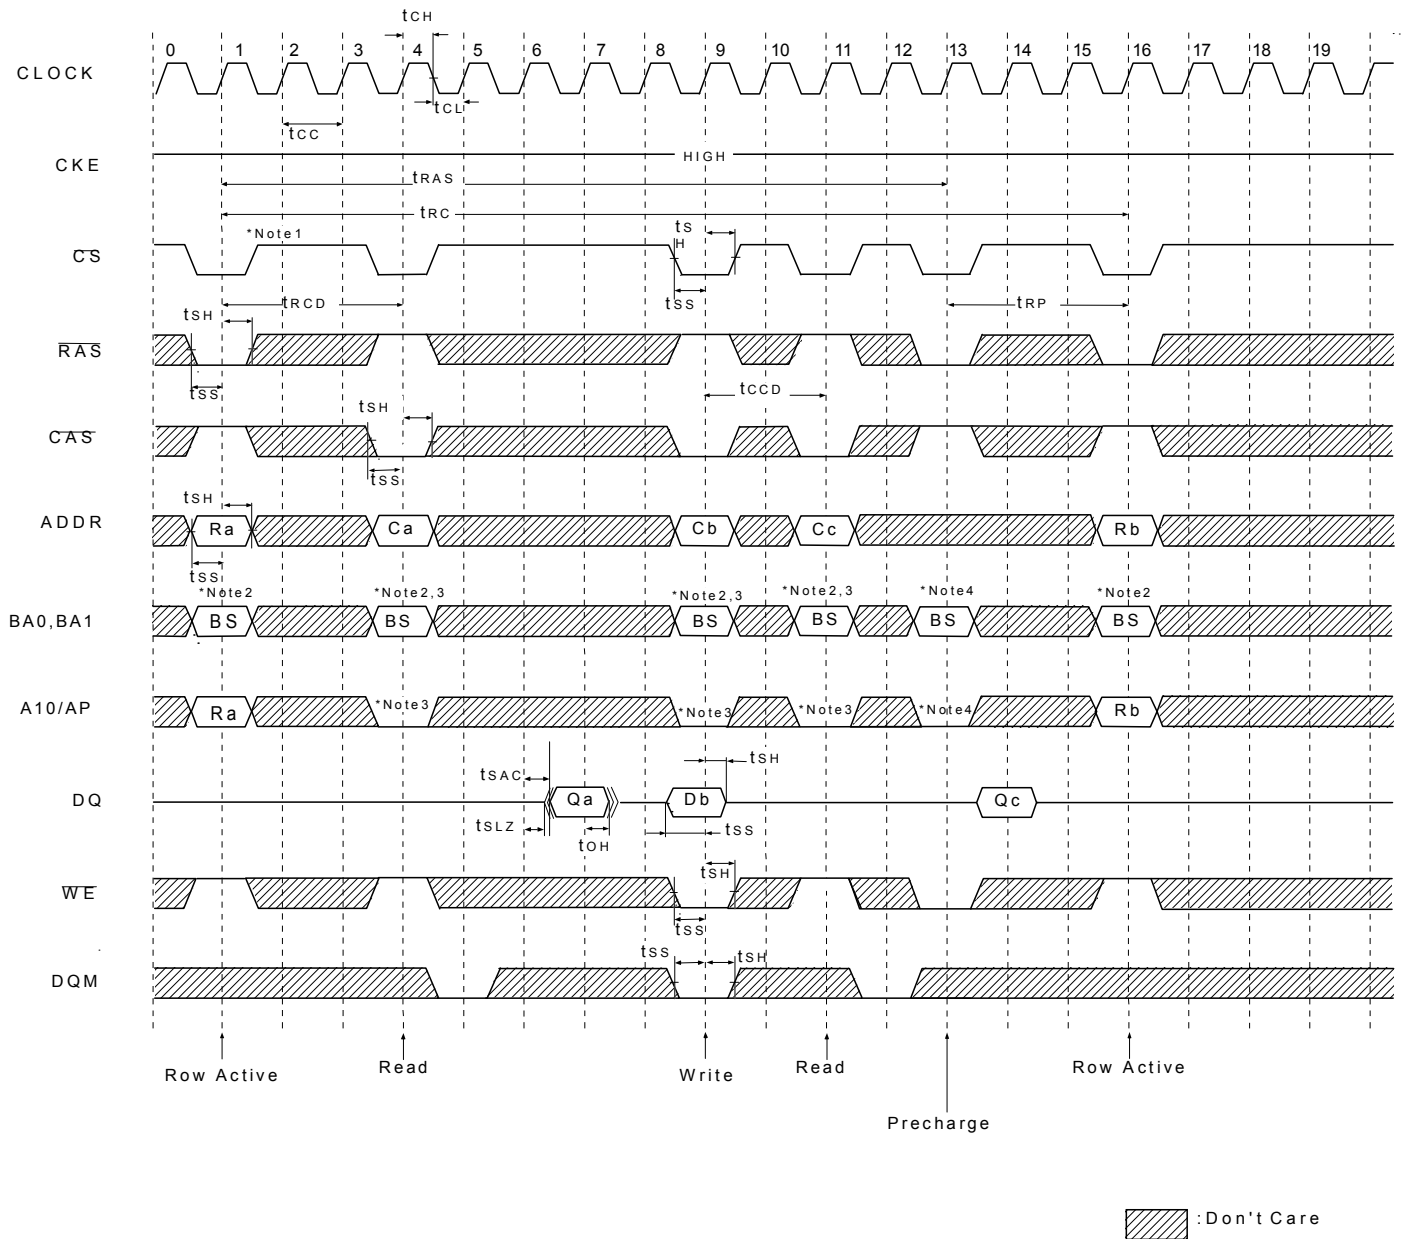 tCH
0 1 2 3 4 5 6 7 8 9 10 11 12 13 14 15 16 17 18 19
CLOCK
tCL
tCC
HIGH
CKE
tRAS
tRC
*Note1
tS
H
CS
tSS
tRCD
tRP
tSH
RAS
tSS
tCCD
tSH
CAS
tSS
tSH
ADDR
Ra Ca Cb Cc Rb
tSS
*Note2 *Note2,3 *Note2,3 *Note2,3 *Note4 *Note2
BA0,BA1
BS BS BS BS BS BS
A10/AP
Ra *Note3 *Note3 *Note3 *Note4 Rb
tSH
tSAC
DQ
Qa Db Qc
tSLZ
tSS
tOH
tSH
WE
tSS
tSS
tSH
DQM
Row Active Read Write Read Row Active
Precharge
:Don't Care